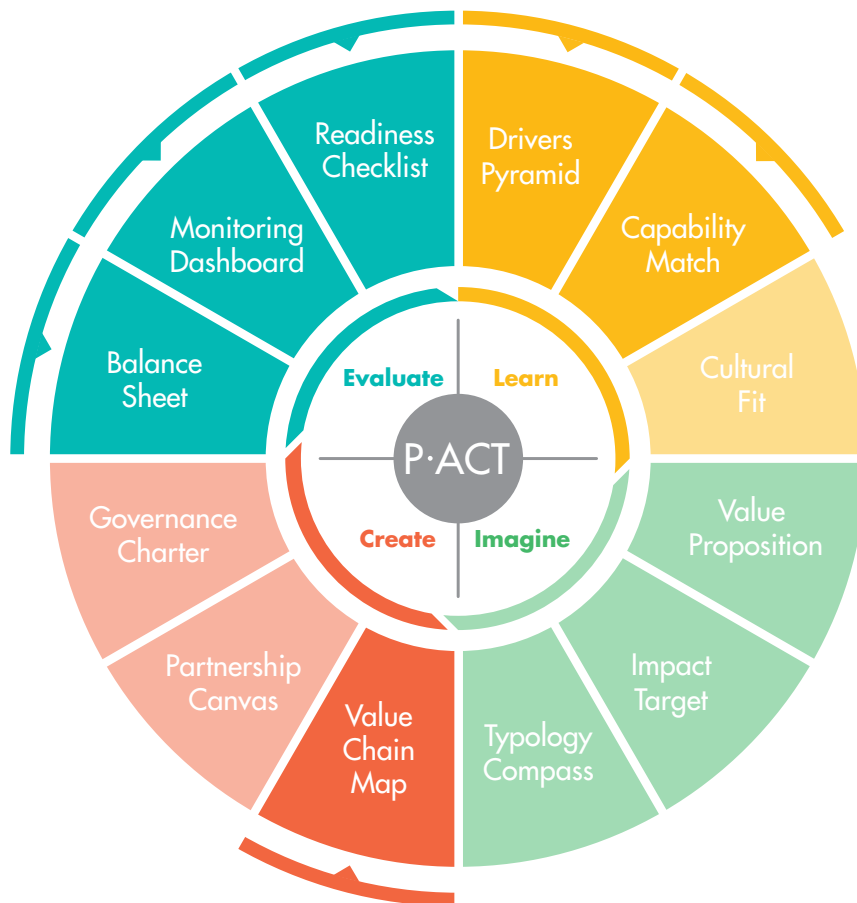 Readiness
Checklist
Drivers
Pyramid
Monitoring
Dashboard
Capability
Match
Balance
Sheet
Evaluate
Learn
Cultural
Fit
P·ACT
Governance
Charter
Create
Imagine
Value
Proposition
Partnership
Canvas
Impact
Target
Value
Chain
Map
Typology
Compass